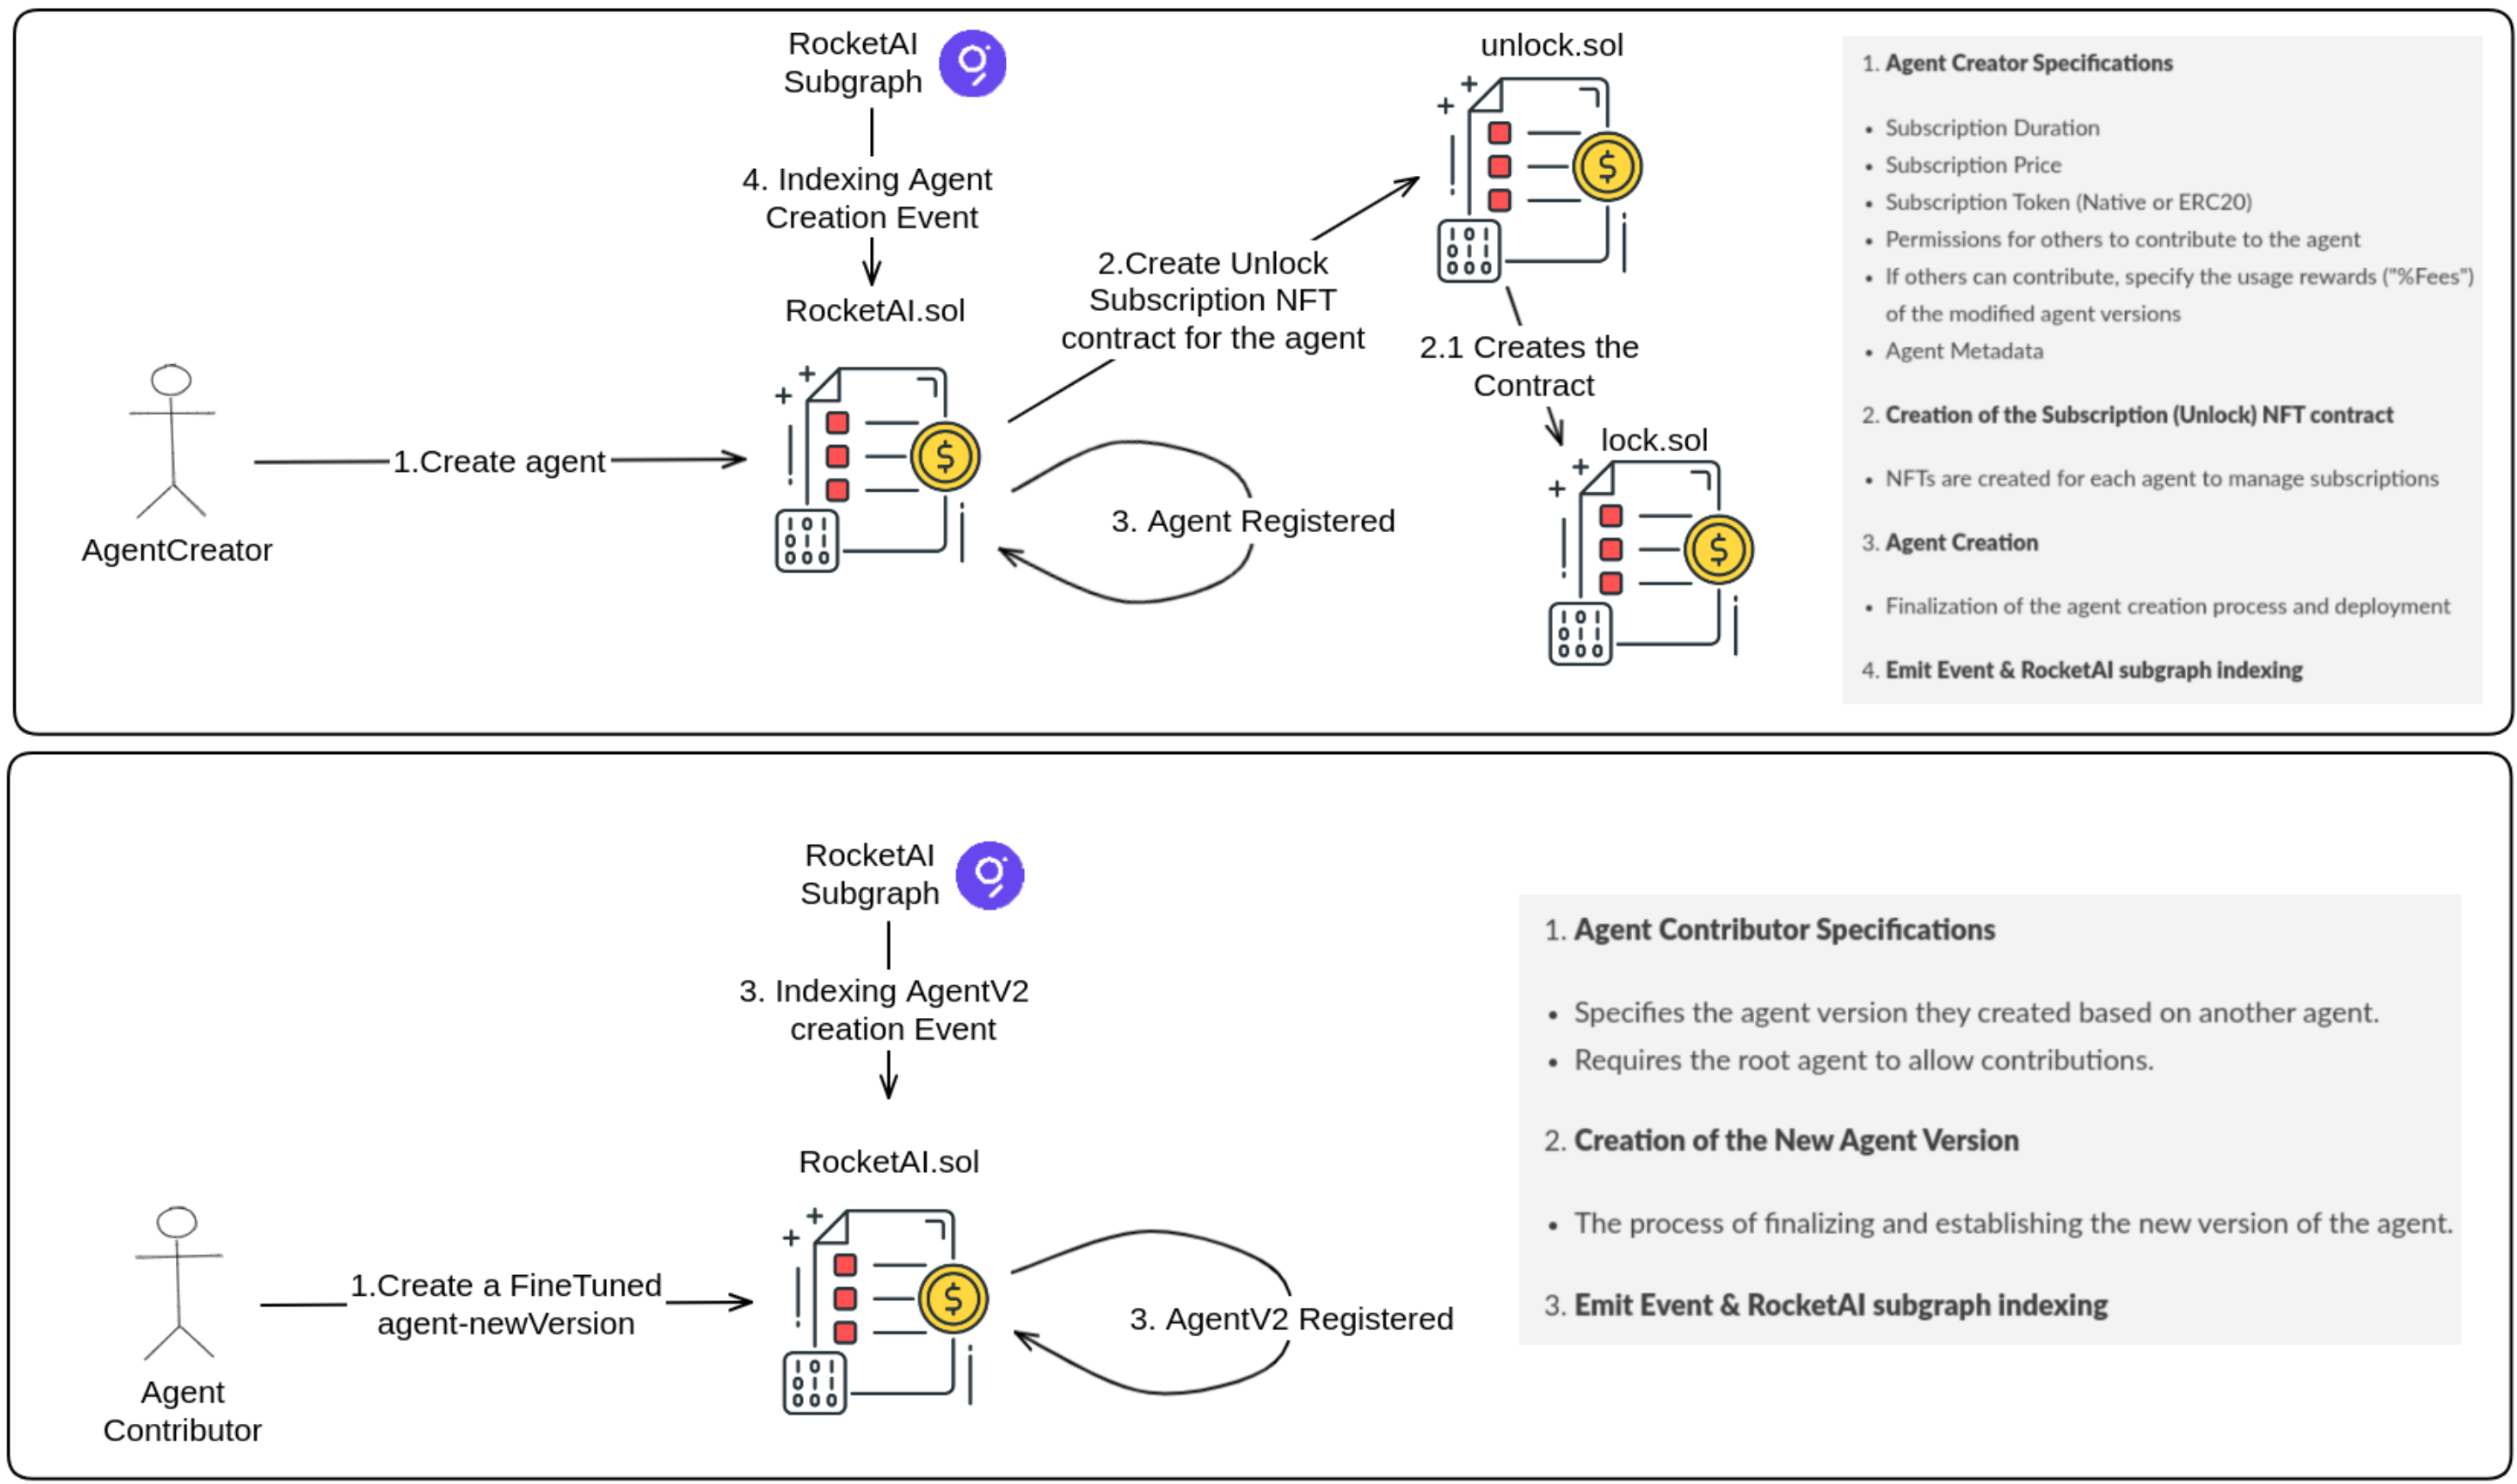 RocketAI
Subgraph
4. Indexing Agent
Creation Event
RocketAI.sol
AgentCreator
1.Create agent
2.Create Unlock
Subscription NFT
contract for the agent
3. Agent Registered
unlock.sol
2.1 Creates the
Contract
lock.sol
1. Agent Creator Specifications
• Subscription Duration
• Subscription Price
• Subscription Token (Native or ERC20)
• Permissions for others to contribute to the agent
• If others can contribute, specify the usage rewards ("%Fees")
of the modified agent versions
• Agent Metadata
2. Creation of the Subscription (Unlock) NFT contract
• NFTs are created for each agent to manage subscriptions
3. Agent Creation
• Finalization of the agent creation process and deployment
4. Emit Event & RocketAI subgraph indexing
RocketAI
Subgraph
3. Indexing AgentV2
creation Event
RocketAI.sol
Agent
Contributor
1.Create a FineTuned
agent-newVersion
3. AgentV2 Registered
1. Agent Contributor Specifications
• Specifies the agent version they created based on another agent.
• Requires the root agent to allow contributions.
2. Creation of the New Agent Version
• The process of finalizing and establishing the new version of the agent.
3. Emit Event & RocketAI subgraph indexing